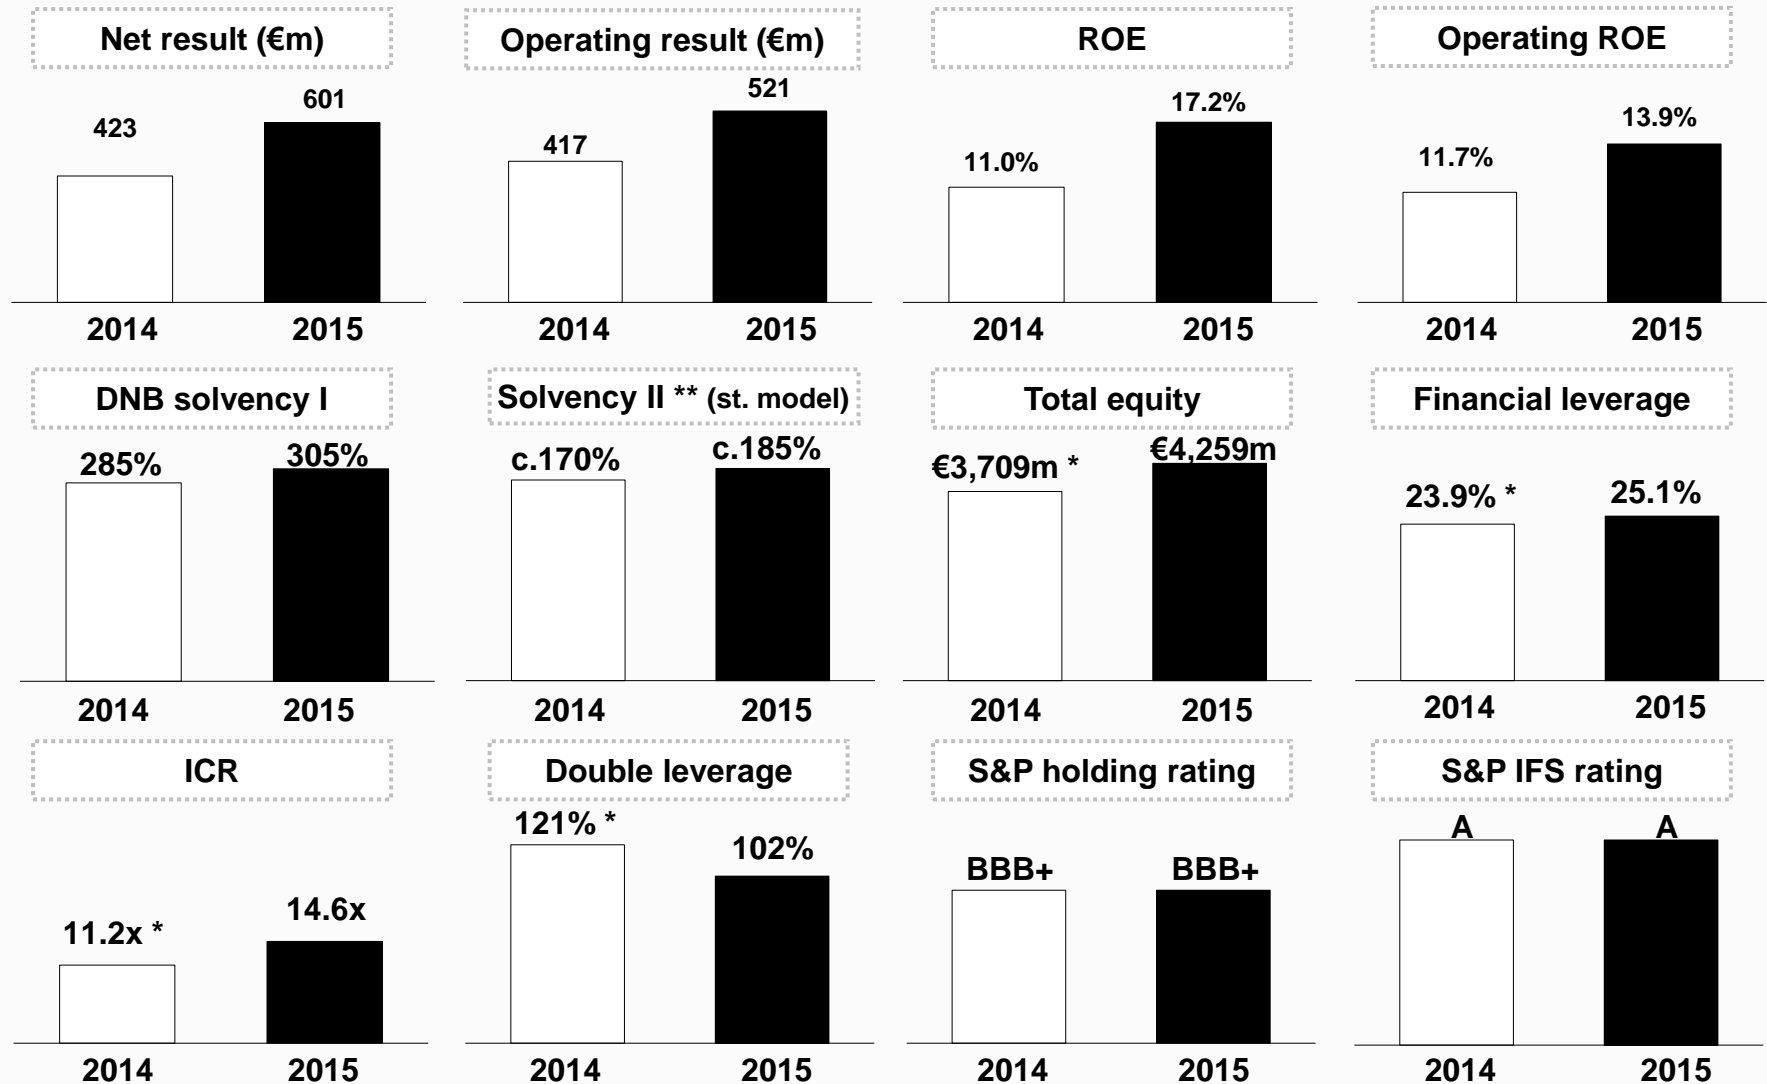 Net result (€m)
423
601
2014
2015
Operating result (€m)
417
521
2014
2015
ROE
11.0%
17.2%
2014
2015
Operating ROE
11.7%
13.9%
2014
2015
DNB solvency I
285%
305%
2014
2015
Solvency II ** (st. model)
c.170%
c.185%
2014
2015
Total equity
€3,709m *
€4,259m
2014
2015
Financial leverage
23.9% *
25.1%
2014
2015
ICR
11.2x *
14.6x
2014
2015
Double leverage
121% *
102%
2014
2015
S&P holding rating
BBB+
BBB+
2014
2015
S&P IFS rating
A
A
2014
2015